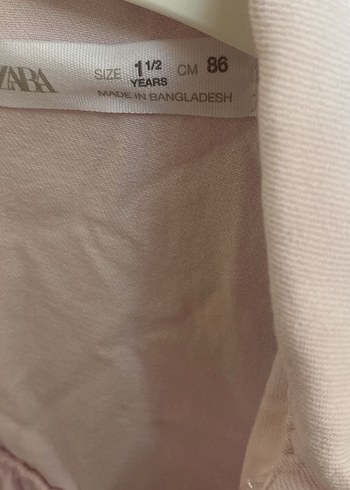 ZARA SIZE 1 1/2 YEARS CM 86
MADE IN BANGLADESH